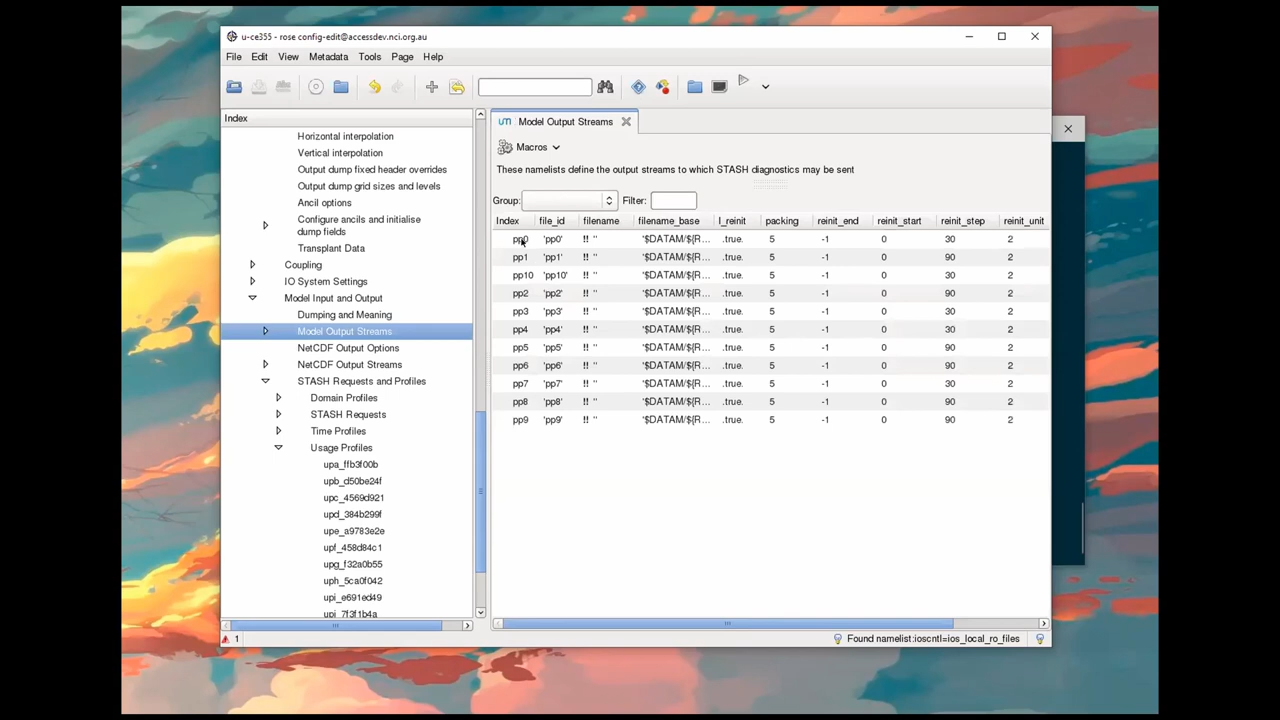 u-ce355 - rose config-edit@accessdev.nci.org.au
File Edit View Metadata Tools Page Help
Index
Horizontal interpolation
Vertical interpolation
Output dump fixed header overrides
Output dump grid sizes and levels
Ancil options
Configure ancils and initialise
dump fields
Transplant Data
Coupling
IO System Settings
Model Input and Output
Dumping and Meaning
Model Output Streams
NetCDF Output Options
NetCDF Output Streams
STASH Requests and Profiles
Domain Profiles
STASH Requests
Time Profiles
Usage Profiles
upa_ffb3f00b
upb_d50be24f
upc_4569d921
upd_384b299f
upe_a9783e2e
upf_458d84c1
upg_f32a0b55
uph_5ca0f042
upi_e691ed49
upj_7f3f1b4a
1
UM Model Output Streams
Macros
These namelists define the output streams to which STASH diagnostics may be sent
Group: Filter:
Index file_id filename filename_base l_reinit packing reinit_end reinit_start reinit_step reinit_unit
pp0 'pp0' !! '' '$DATAM/${R... .true. 5 -1 0 30 2
pp1 'pp1' !! '' '$DATAM/${R... .true. 5 -1 0 90 2
pp10 'pp10' !! '' '$DATAM/${R... .true. 5 -1 0 30 2
pp2 'pp2' !! '' '$DATAM/${R... .true. 5 -1 0 90 2
pp3 'pp3' !! '' '$DATAM/${R... .true. 5 -1 0 30 2
pp4 'pp4' !! '' '$DATAM/${R... .true. 5 -1 0 30 2
pp5 'pp5' !! '' '$DATAM/${R... .true. 5 -1 0 90 2
pp6 'pp6' !! '' '$DATAM/${R... .true. 5 -1 0 90 2
pp7 'pp7' !! '' '$DATAM/${R... .true. 5 -1 0 30 2
pp8 'pp8' !! '' '$DATAM/${R... .true. 5 -1 0 90 2
pp9 'pp9' !! '' '$DATAM/${R... .true. 5 -1 0 90 2
Found namelist:ioscntl=ios_local_ro_files